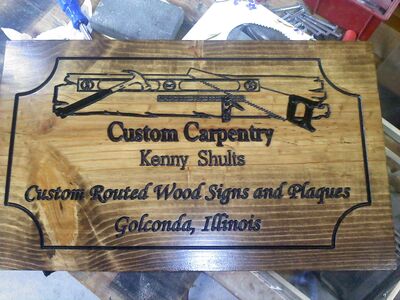 Custom Carpentry
Kenny Shults
Custom Routed Wood Signs and Plaques
Golconda, Illinois